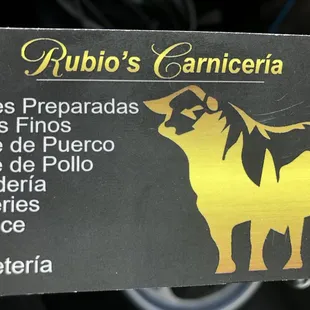 Rubio's Carnicería
es Preparadas
s Finos
e de Puerco
e de Pollo
dería
eries
ce
etería